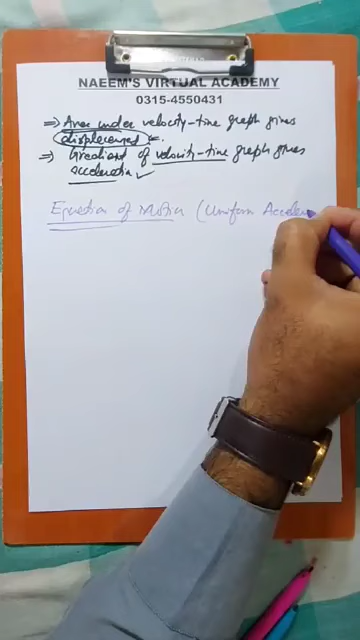 NAEEM'S VIRTUAL ACADEMY
0315-4550431
⇒ Area under velocity-time graph gives
displacement ⇐.
⇒ Gradient of velocity-time graph gives
acceleration ✓
Equation of Motion (Uniform Acceler